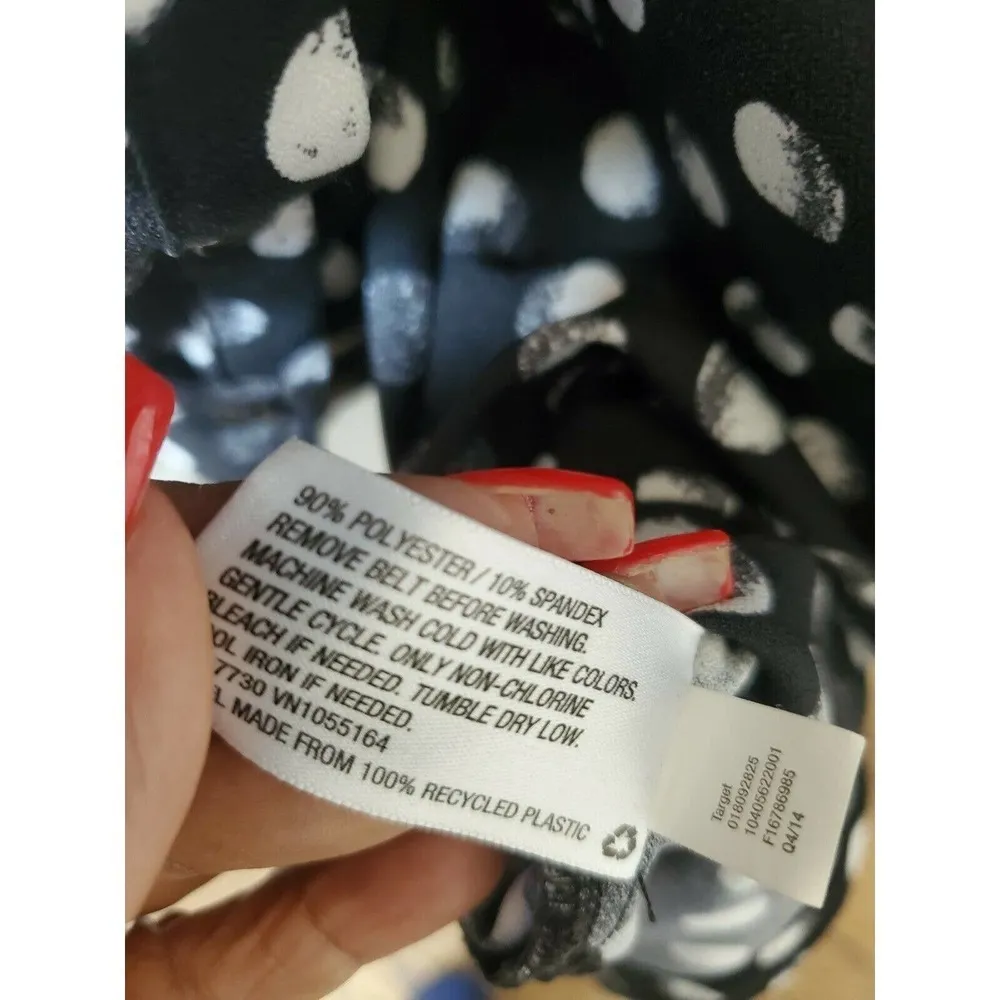 90% POLYESTER / 10% SPANDEX
REMOVE BELT BEFORE WASHING.
MACHINE WASH COLD WITH LIKE COLORS.
GENTLE CYCLE. ONLY NON-CHLORINE
BLEACH IF NEEDED. TUMBLE DRY LOW.
OL IRON IF NEEDED.
7730 VN1055164
L MADE FROM 100% RECYCLED PLASTIC
Target
018092825
10405622001
F16786985
Q4/14